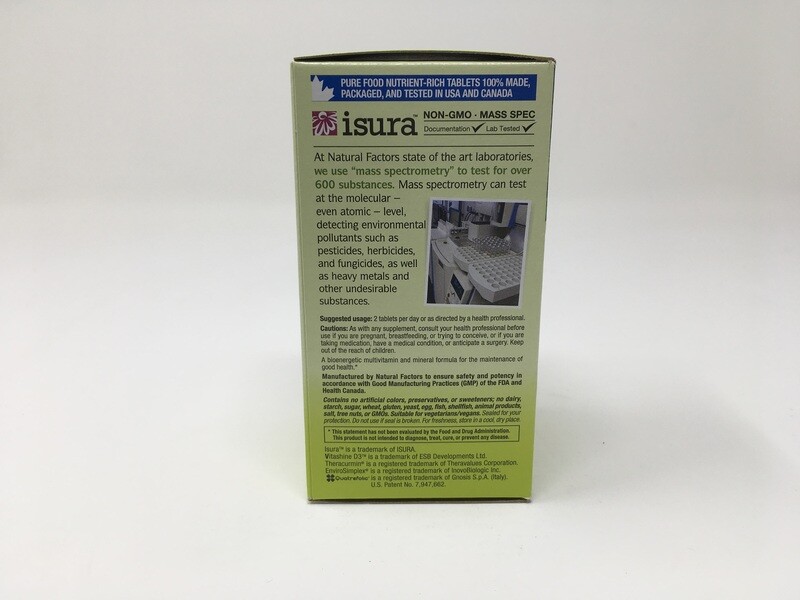 PURE FOOD NUTRIENT-RICH TABLETS 100% MADE,
PACKAGED, AND TESTED IN USA AND CANADA
isura™
NON-GMO · MASS SPEC
Documentation ✓ Lab Tested ✓
At Natural Factors state of the art laboratories,
we use "mass spectrometry" to test for over
600 substances. Mass spectrometry can test
at the molecular –
even atomic – level,
detecting environmental
pollutants such as
pesticides, herbicides,
and fungicides, as well
as heavy metals and
other undesirable
substances.
Suggested usage: 2 tablets per day or as directed by a health professional.
Cautions: As with any supplement, consult your health professional before
use if you are pregnant, breastfeeding, or trying to conceive, or if you are
taking medication, have a medical condition, or anticipate a surgery. Keep
out of the reach of children.
A bioenergetic multivitamin and mineral formula for the maintenance of
good health.*
Manufactured by Natural Factors to ensure safety and potency in
accordance with Good Manufacturing Practices (GMP) of the FDA and
Health Canada.
Contains no artificial colors, preservatives, or sweeteners; no dairy,
starch, sugar, wheat, gluten, yeast, egg, fish, shellfish, animal products,
salt, tree nuts, or GMOs. Suitable for vegetarians/vegans. Sealed for your
protection. Do not use if seal is broken. For freshness, store in a cool, dry place.
* This statement has not been evaluated by the Food and Drug Administration.
This product is not intended to diagnose, treat, cure, or prevent any disease.
Isura™ is a trademark of ISURA.
Vitashine D3™ is a trademark of ESB Developments Ltd.
Theracurmin® is a registered trademark of Theravalues Corporation.
EnviroSimplex® is a registered trademark of InovoBiologic Inc.
Quatrefolic® is a registered trademark of Gnosis S.p.A. (Italy).
U.S. Patent No. 7,947,662.